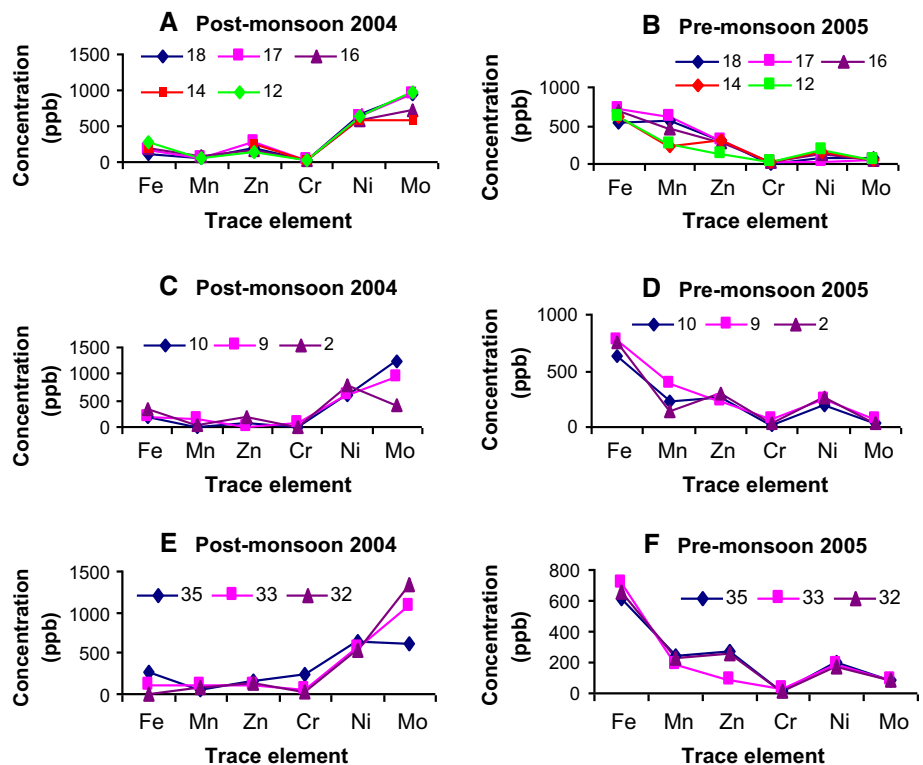 A Post-monsoon 2004
1500
1000
500
0
Concentration
(ppb)
18 17 16
14 12
Fe Mn Zn Cr Ni Mo
Trace element
B Pre-monsoon 2005
1000
500
0
Concentration
(ppb)
18 17 16
14 12
Fe Mn Zn Cr Ni Mo
Trace element
C Post-monsoon 2004
1500
1000
500
0
Concentration
(ppb)
10 9 2
Fe Mn Zn Cr Ni Mo
Trace element
D Pre-monsoon 2005
1000
500
0
Concentration
(ppb)
10 9 2
Fe Mn Zn Cr Ni Mo
Trace element
E Post-monsoon 2004
1500
1000
500
0
Concentration
(ppb)
35 33 32
Fe Mn Zn Cr Ni Mo
Trace element
F Pre-monsoon 2005
800
600
400
200
0
Concentration
(ppb)
35 33 32
Fe Mn Zn Cr Ni Mo
Trace element